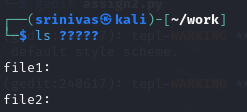 ┌──(srinivas㉿kali)-[~/work]
└─$ ls ?????
file1:
file2: